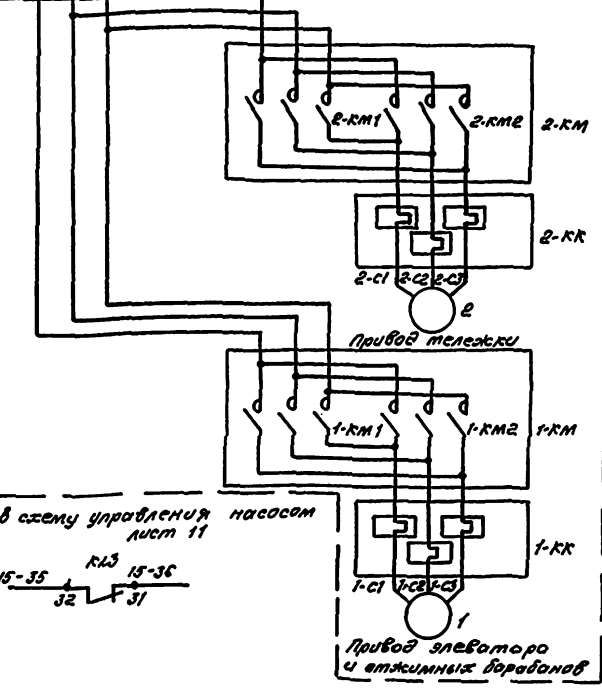 2-КМ1
2-КМ2
2-КМ
2-КК
2-С1 2-С2 2-С3
2
Привод тележки
1-КМ1
1-КМ2
1-КМ
в схему управления насосом
лист 11
KL3
15-35
15-36
32
31
1-КК
1-С1 1-С2 1-С3
1
Привод элеватора
и отжимных барабанов